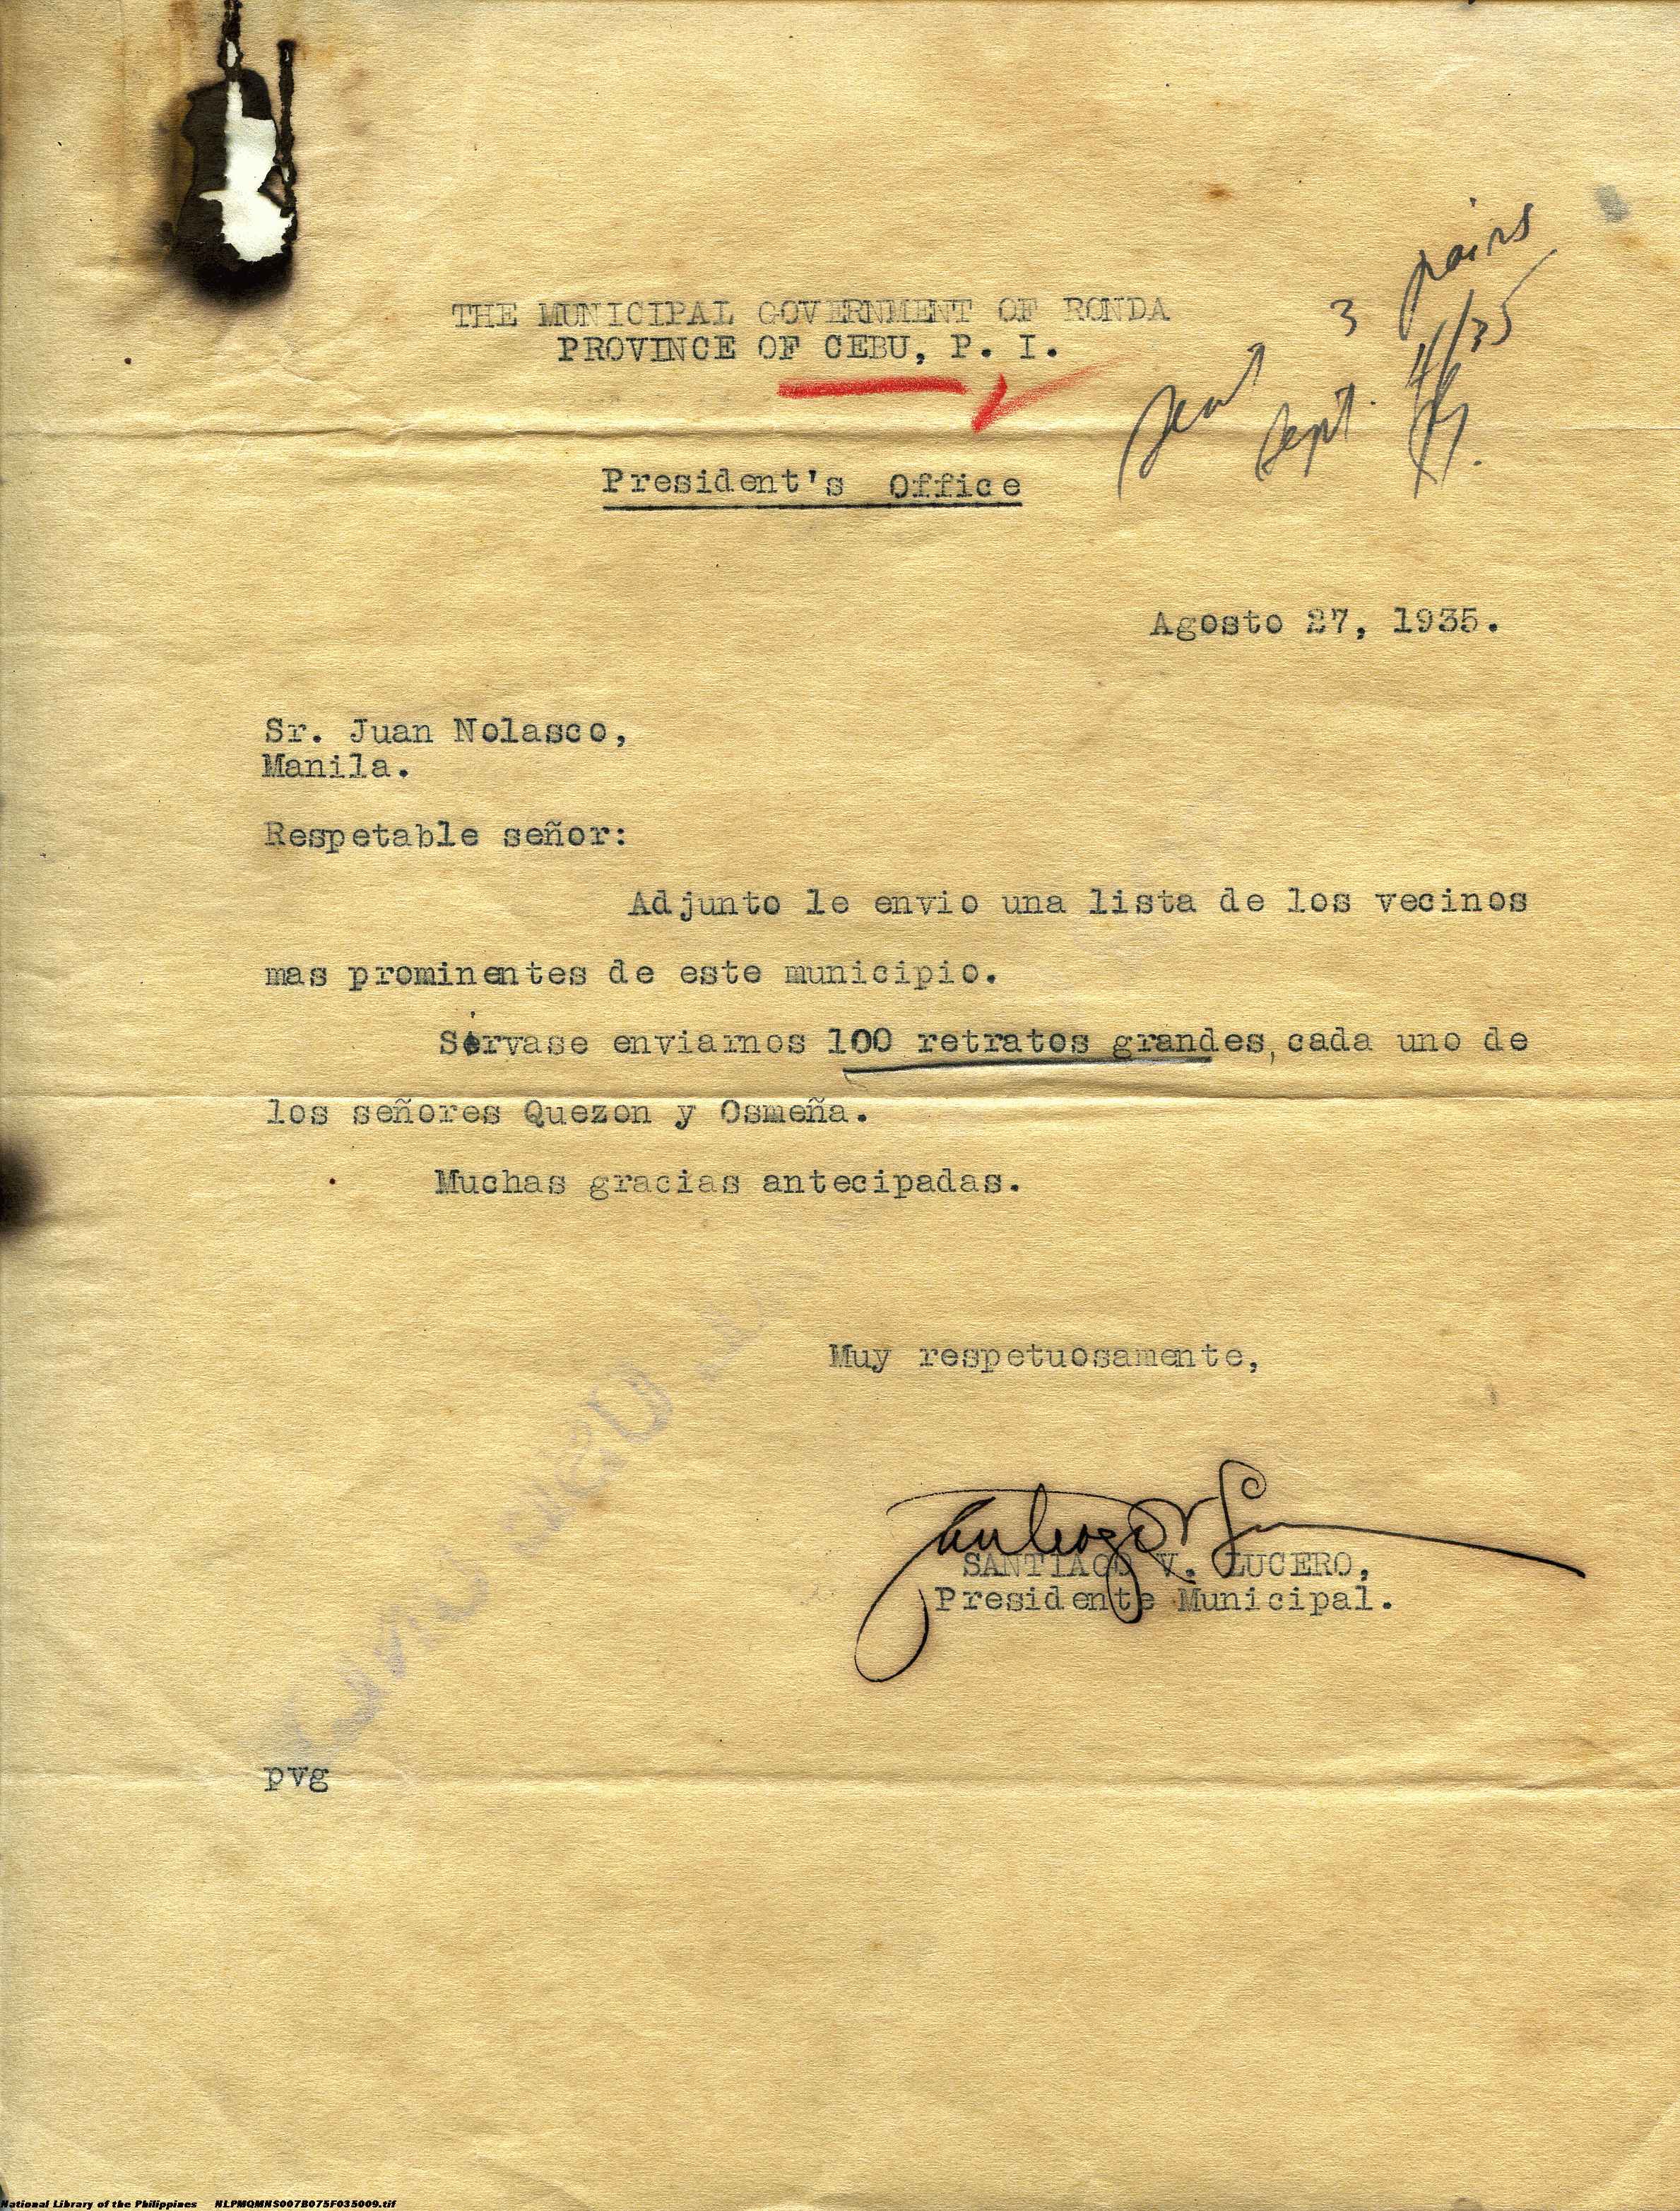 THE MUNICIPAL GOVERNMENT OF RONDA
PROVINCE OF CEBU, P. I.
Sent 3 pairs
Sept. 4/35
President's Office
Agosto 27, 1935.
Sr. Juan Nolasco,
Manila.
Respetable señor:
Adjunto le envio una lista de los vecinos
mas prominentes de este municipio.
Sírvase enviarnos 100 retratos grandes, cada uno de
los señores Quezon y Osmeña.
Muchas gracias antecipadas.
Muy respetuosamente,
SANTIAGO V. LUCERO,
Presidente Municipal.
pvg
National Library of the Philippines NLPMQMNS007B075F035009.tif